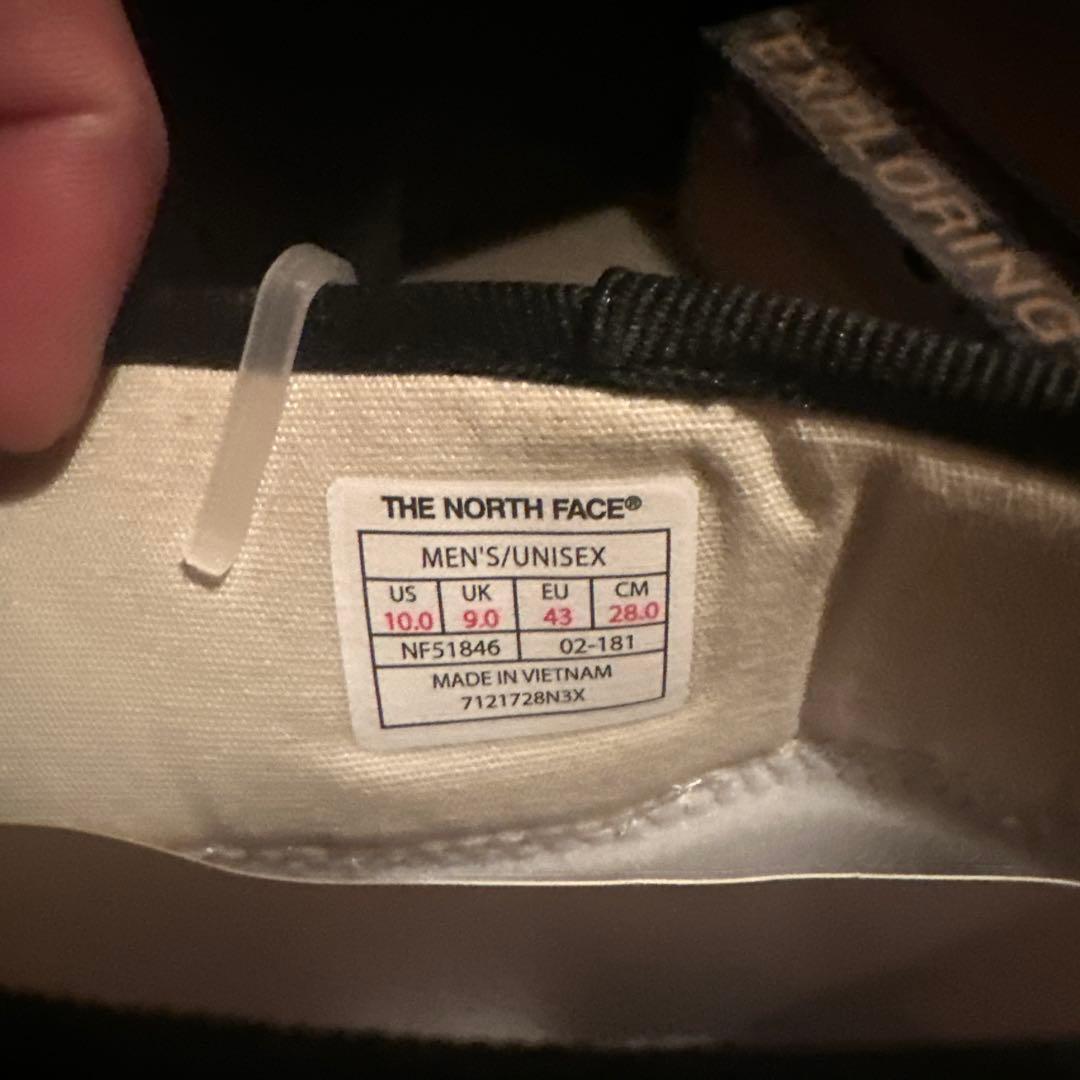 EXPLORING
THE NORTH FACE®
MEN'S/UNISEX
US UK EU CM
10.0 9.0 43 28.0
NF51846 02-181
MADE IN VIETNAM
7121728N3X